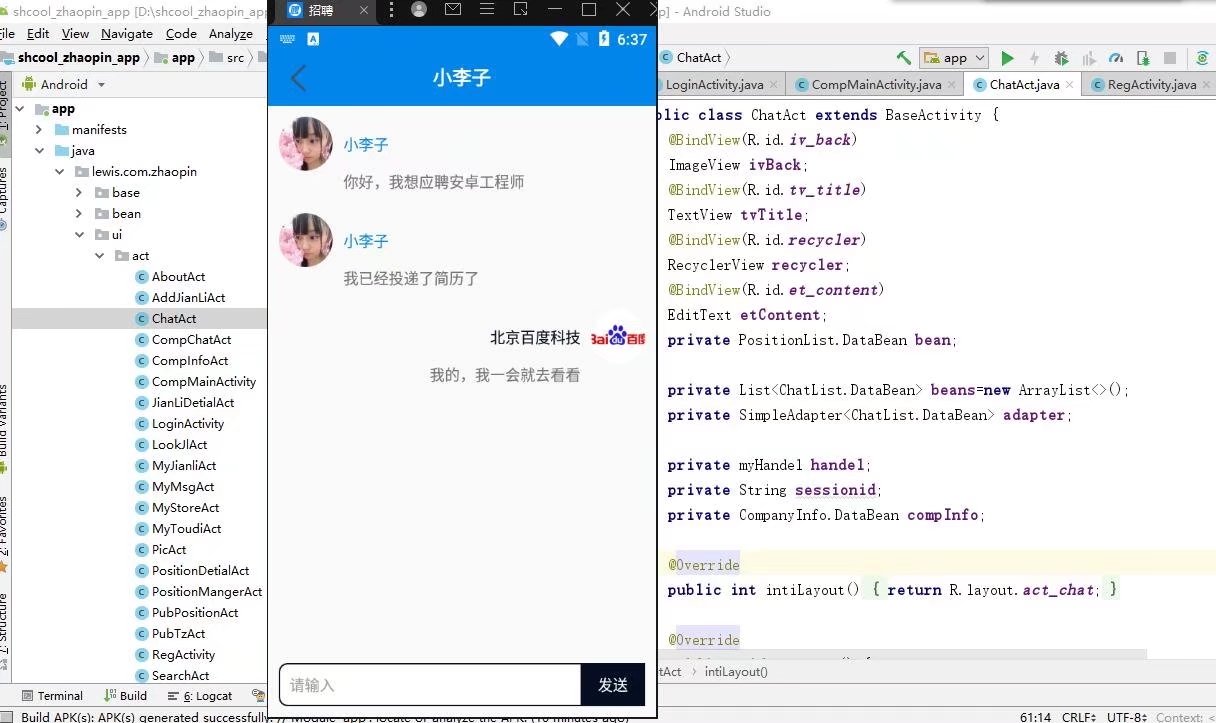 shcool_zhaopin_app [D:\shcool_zhaopin_ap
- Android Studio
招聘
File Edit View Navigate Code Analyze
shcool_zhaopin_app app src
ChatAct
app
Android
1: Project
Captures
Build Variants
2: Favorites
Z: Structure
LoginActivity.java
CompMainActivity.java
ChatAct.java
RegActivity.java
app
manifests
java
lewis.com.zhaopin
base
bean
ui
act
AboutAct
AddJianLiAct
ChatAct
CompChatAct
CompInfoAct
CompMainActivity
JianLiDetialAct
LoginActivity
LookJlAct
MyJianliAct
MyMsgAct
MyStoreAct
MyToudiAct
PicAct
PositionDetialAct
PositionMangerAct
PubPositionAct
PubTzAct
RegActivity
SearchAct
A
6:37
小李子
小李子
你好，我想应聘安卓工程师
小李子
我已经投递了简历了
北京百度科技
Bai du 百度
我的，我一会就去看看
请输入
发送
public class ChatAct extends BaseActivity {
@BindView(R.id.iv_back)
ImageView ivBack;
@BindView(R.id.tv_title)
TextView tvTitle;
@BindView(R.id.recycler)
RecyclerView recycler;
@BindView(R.id.et_content)
EditText etContent;
private PositionList.DataBean bean;
private List<ChatList.DataBean> beans=new ArrayList<>();
private SimpleAdapter<ChatList.DataBean> adapter;
private myHandel handel;
private String sessionid;
private CompanyInfo.DataBean compInfo;
@Override
public int intiLayout() { return R.layout.act_chat; }
@Override
tAct intiLayout()
Terminal Build 6: Logcat
Build APK(s): APK(s) generated successfully. // Module 'app': locate or analyze the APK. (10 minutes ago)
61:14 CRLF UTF-8 Context: